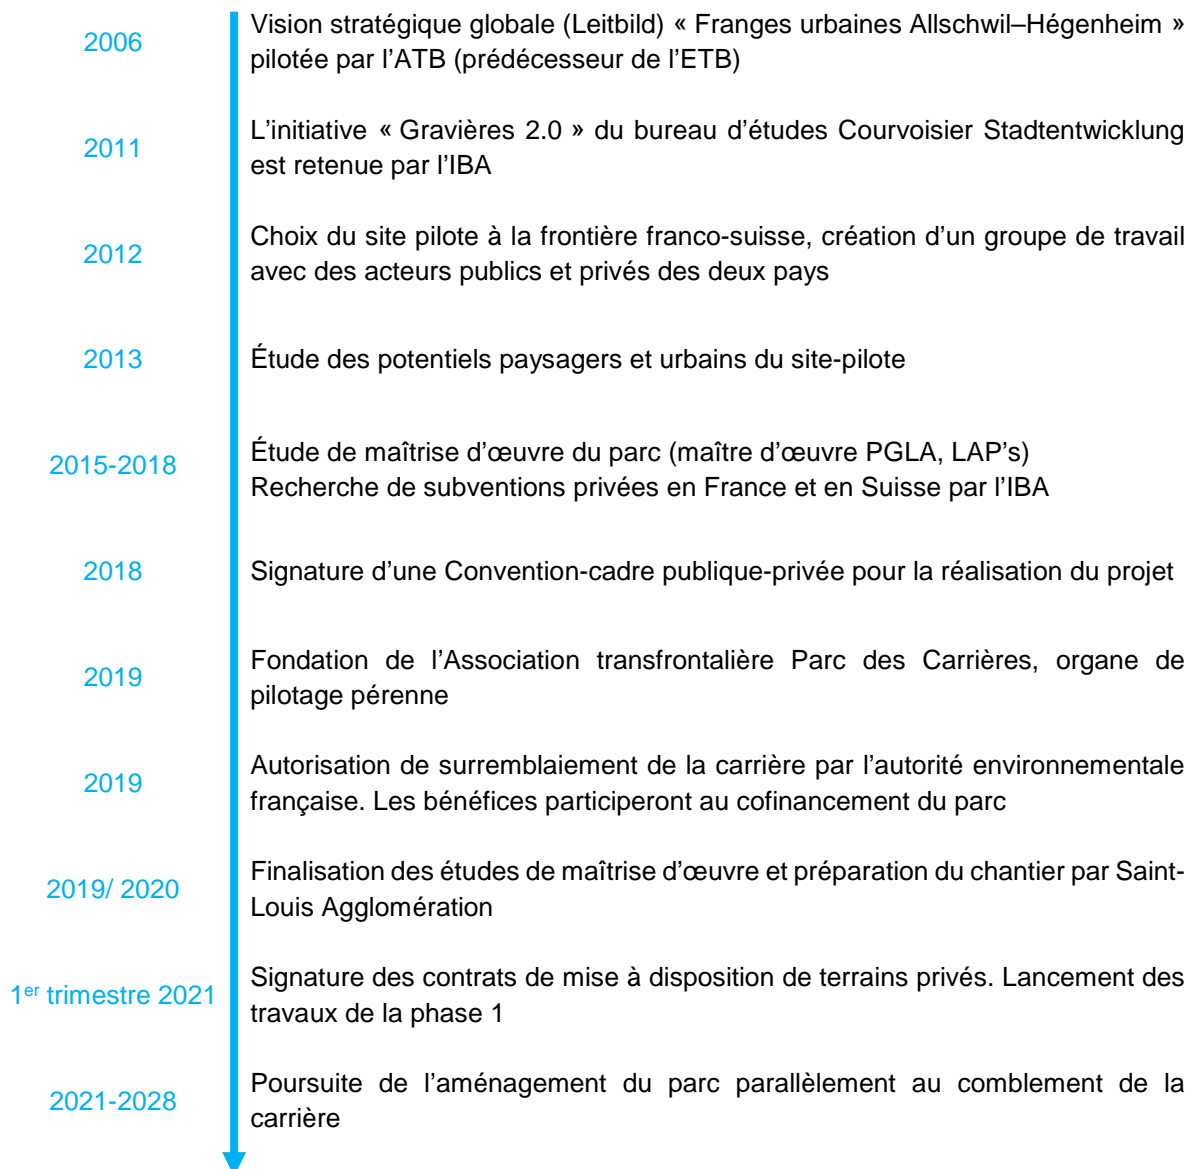 2006
Vision stratégique globale (Leitbild) « Franges urbaines Allschwil–Hégenheim »
pilotée par l’ATB (prédécesseur de l’ETB)
2011
L’initiative « Gravières 2.0 » du bureau d’études Courvoisier Stadtentwicklung
est retenue par l’IBA
2012
Choix du site pilote à la frontière franco-suisse, création d’un groupe de travail
avec des acteurs publics et privés des deux pays
2013
Étude des potentiels paysagers et urbains du site-pilote
2015-2018
Étude de maîtrise d’œuvre du parc (maître d’œuvre PGLA, LAP’s)
Recherche de subventions privées en France et en Suisse par l’IBA
2018
Signature d’une Convention-cadre publique-privée pour la réalisation du projet
2019
Fondation de l’Association transfrontalière Parc des Carrières, organe de
pilotage pérenne
2019
Autorisation de surremblaiement de la carrière par l’autorité environnementale
française. Les bénéfices participeront au cofinancement du parc
2019/ 2020
Finalisation des études de maîtrise d’œuvre et préparation du chantier par Saint-
Louis Agglomération
1er trimestre 2021
Signature des contrats de mise à disposition de terrains privés. Lancement des
travaux de la phase 1
2021-2028
Poursuite de l’aménagement du parc parallèlement au comblement de la
carrière